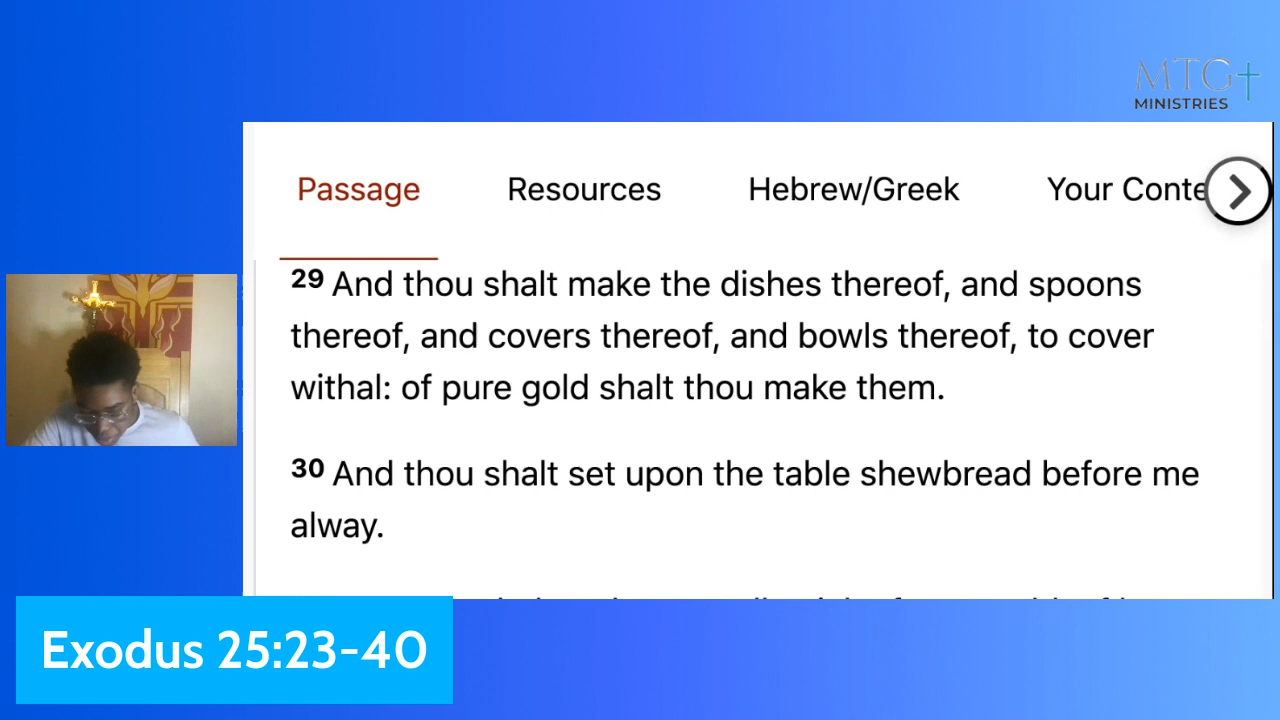 MTG
MINISTRIES
Passage Resources Hebrew/Greek Your Conte
29 And thou shalt make the dishes thereof, and spoons
thereof, and covers thereof, and bowls thereof, to cover
withal: of pure gold shalt thou make them.
30 And thou shalt set upon the table shewbread before me
alway.
Exodus 25:23-40